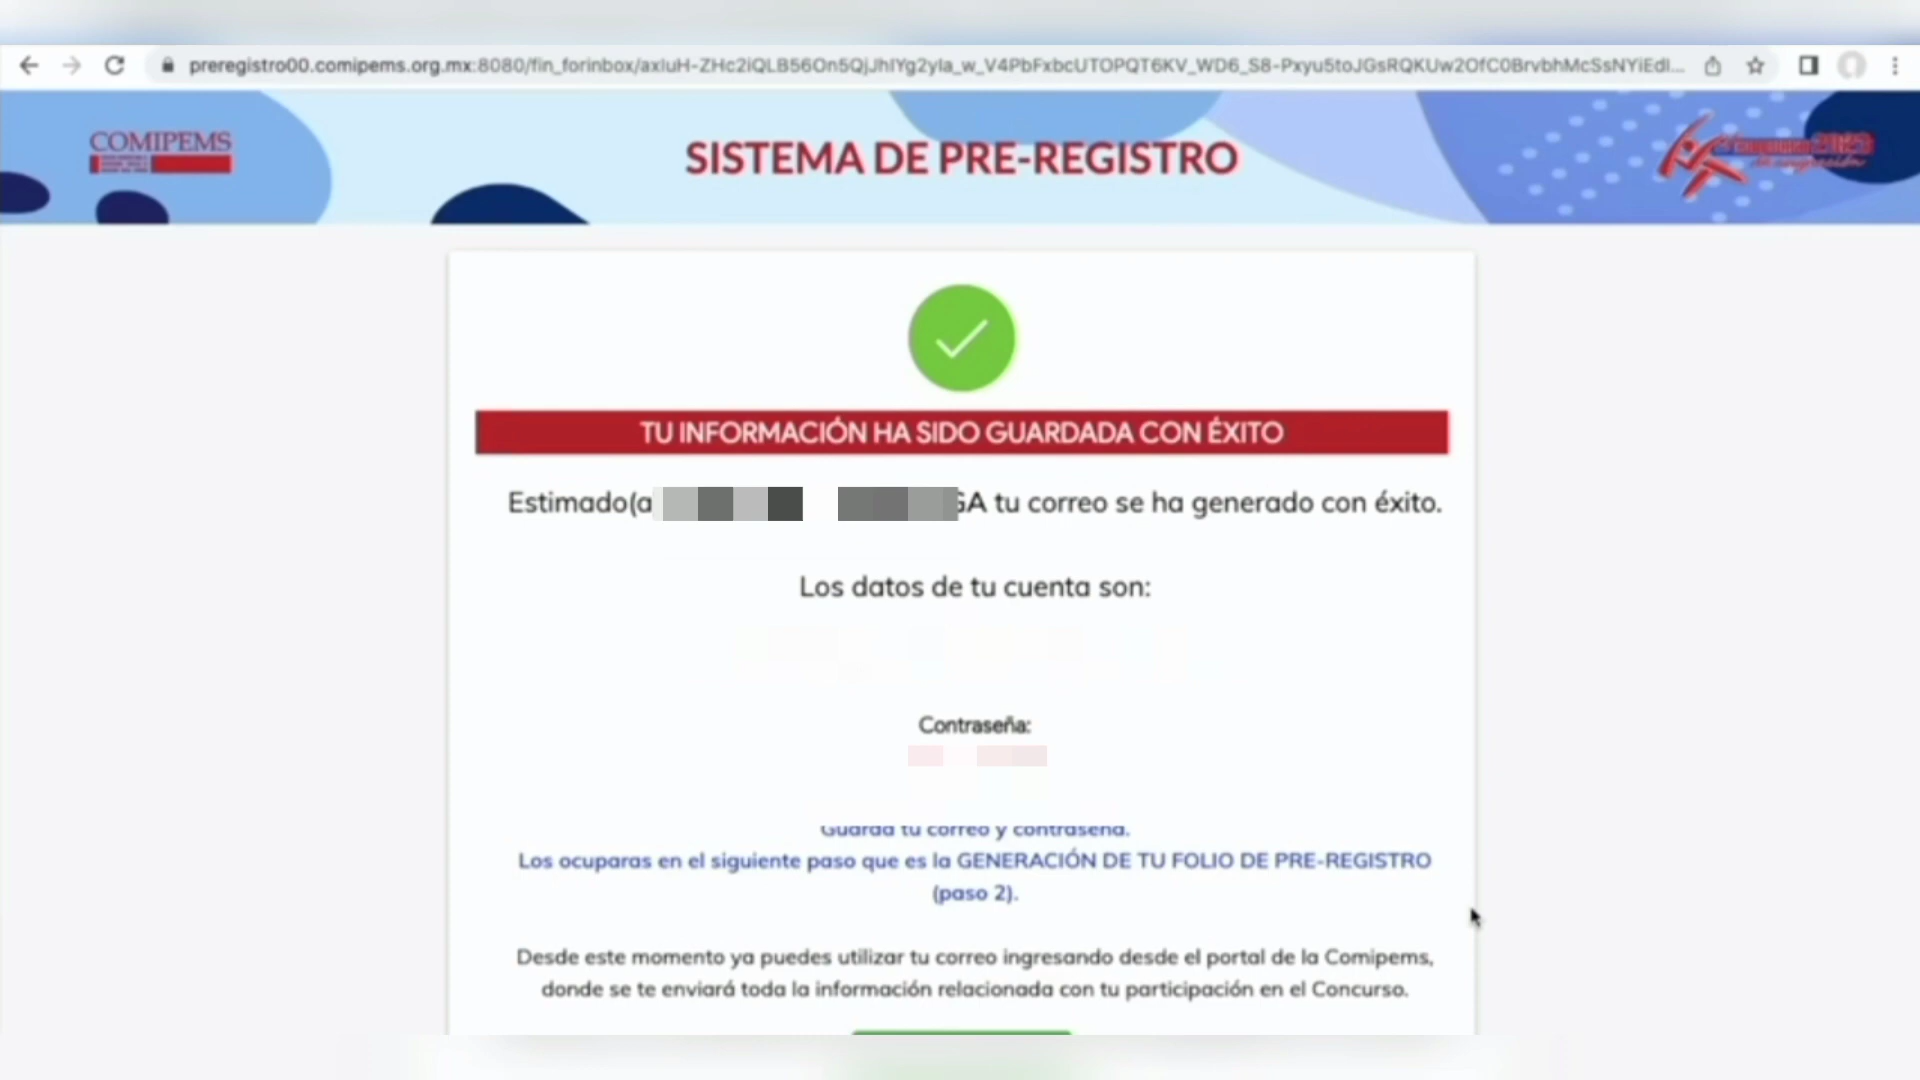 preregistro00.comipems.org.mx:8080/fin_forinbox/
COMIPEMS
SISTEMA DE PRE-REGISTRO
2023
TU INFORMACIÓN HA SIDO GUARDADA CON ÉXITO
Estimado(a GA tu correo se ha generado con éxito.
Los datos de tu cuenta son:
Contraseña:
Guarda tu correo y contraseña.
Los ocuparas en el siguiente paso que es la GENERACIÓN DE TU FOLIO DE PRE-REGISTRO
(paso 2).
Desde este momento ya puedes utilizar tu correo ingresando desde el portal de la Comipems,
donde se te enviará toda la información relacionada con tu participación en el Concurso.